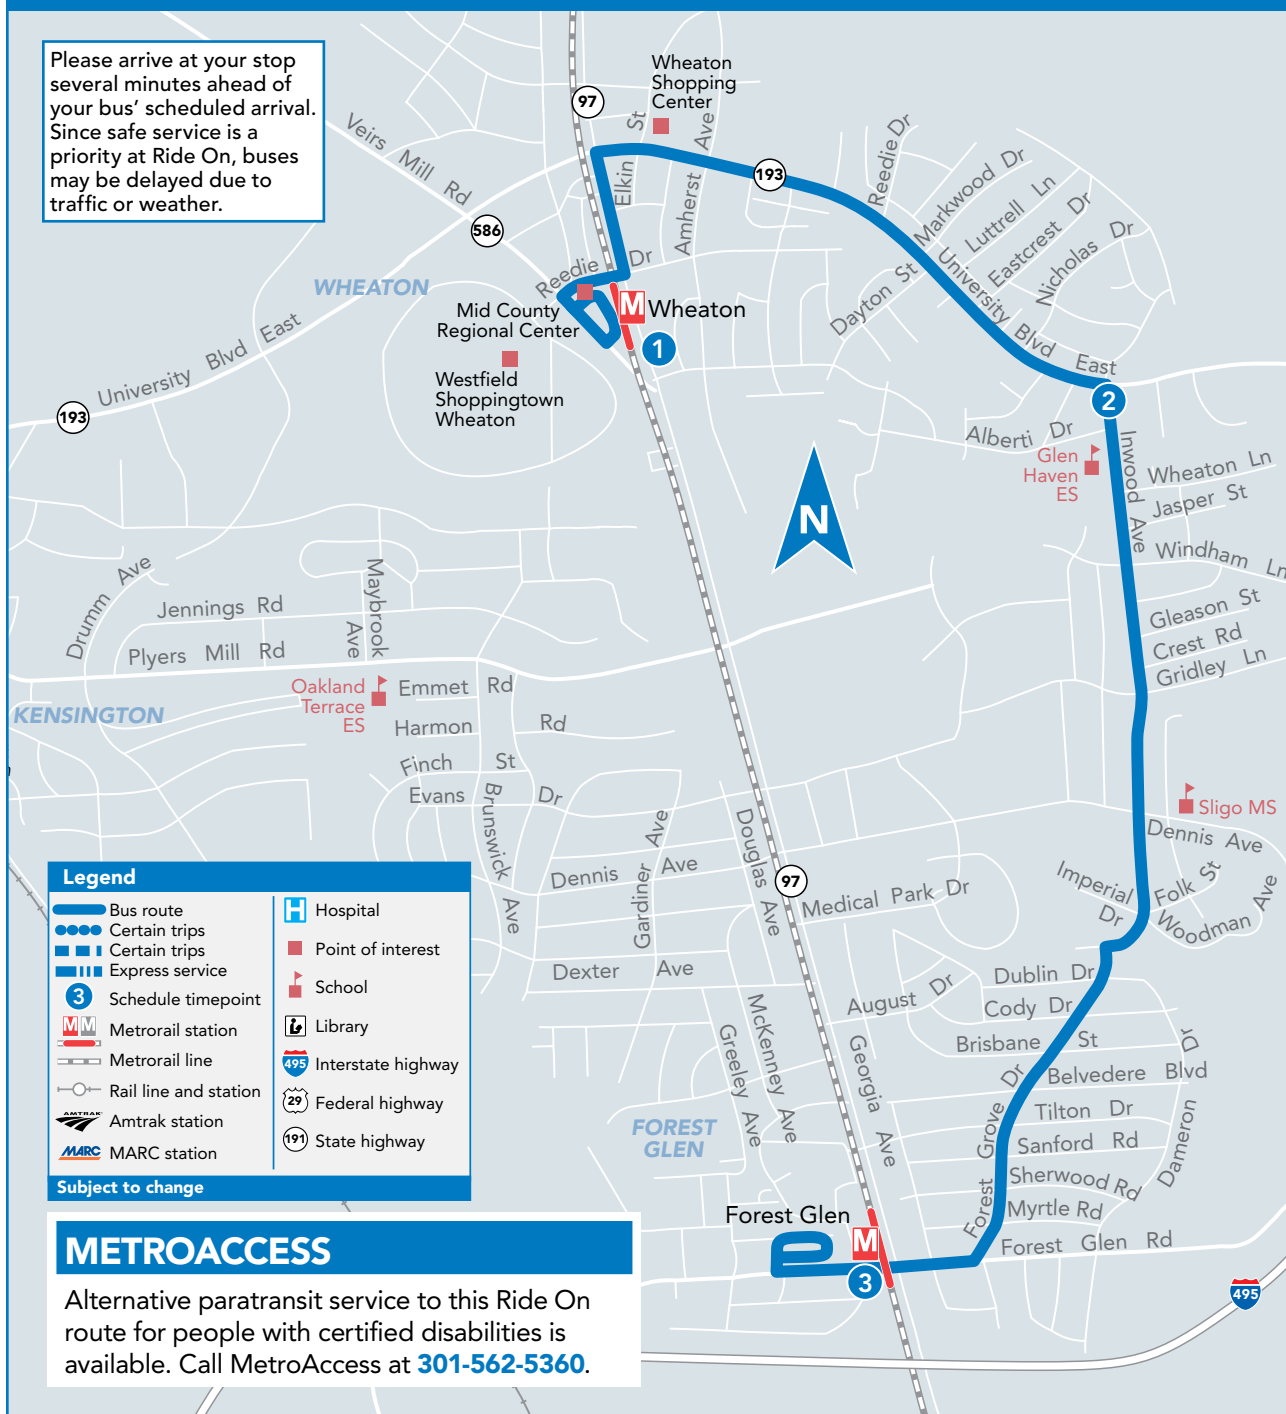 Please arrive at your stop
several minutes ahead of
your bus’ scheduled arrival.
Since safe service is a
priority at Ride On, buses
may be delayed due to
traffic or weather.
Wheaton
Shopping
Center
97
Veirs Mill Rd
586
Elkin St
Amherst Ave
193
Reedie Dr
Markwood Dr
Luttrell Ln
Eastcrest Dr
Nicholas Dr
Dayton St
University Blvd East
WHEATON
Reedie Dr
Mid County
Regional Center
M Wheaton
1
University Blvd East
193
Westfield
Shoppingtown
Wheaton
2
Alberti Dr
Glen
Haven
ES
Inwood Ave
Wheaton Ln
Jasper St
Windham Ln
N
Drumm Ave
Jennings Rd
Maybrook Ave
Plyers Mill Rd
Gleason St
Crest Rd
Gridley Ln
Oakland
Terrace
ES
Emmet Rd
KENSINGTON
Harmon Rd
Finch St
Evans Dr
Brunswick Ave
Sligo MS
Dennis Ave
Douglas Ave
Gardiner Ave
Dennis Ave
97
Medical Park Dr
Imperial Dr
Folk St
Woodman Ave
Dexter Ave
Dublin Dr
August Dr
Cody Dr
McKenney Ave
Greeley Ave
Georgia Ave
Brisbane St
Belvedere Blvd
Tilton Dr
Sanford Rd
Sherwood Rd
Myrtle Rd
Forest Glen Rd
Forest Grove Dr
Dameron Dr
FOREST
GLEN
Forest Glen
M
3
495
Legend
Bus route
Certain trips
Certain trips
Express service
3 Schedule timepoint
M M Metrorail station
Metrorail line
Rail line and station
AMTRAK Amtrak station
MARC MARC station
H Hospital
Point of interest
School
Library
495 Interstate highway
29 Federal highway
191 State highway
Subject to change
METROACCESS
Alternative paratransit service to this Ride On
route for people with certified disabilities is
available. Call MetroAccess at 301-562-5360.